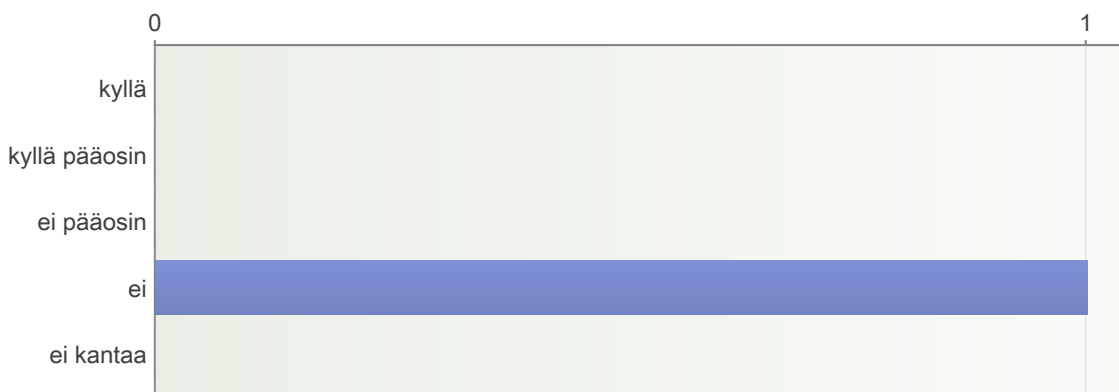 0 1
kyllä
kyllä pääosin
ei pääosin
ei
ei kantaa